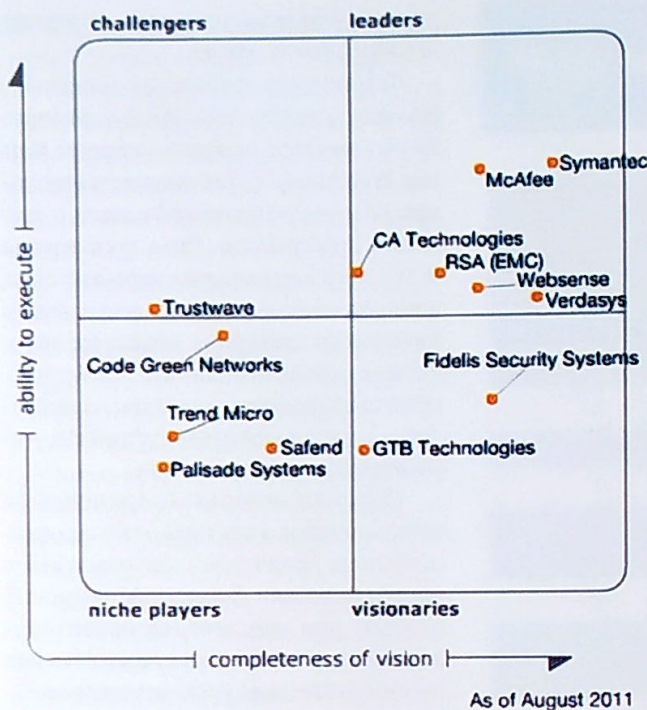 challengers
leaders
ability to execute
Symantec
McAfee
CA Technologies
RSA (EMC)
Websense
Verdasys
Trustwave
Code Green Networks
Fidelis Security Systems
Trend Micro
Safend
GTB Technologies
Palisade Systems
niche players
visionaries
completeness of vision
As of August 2011